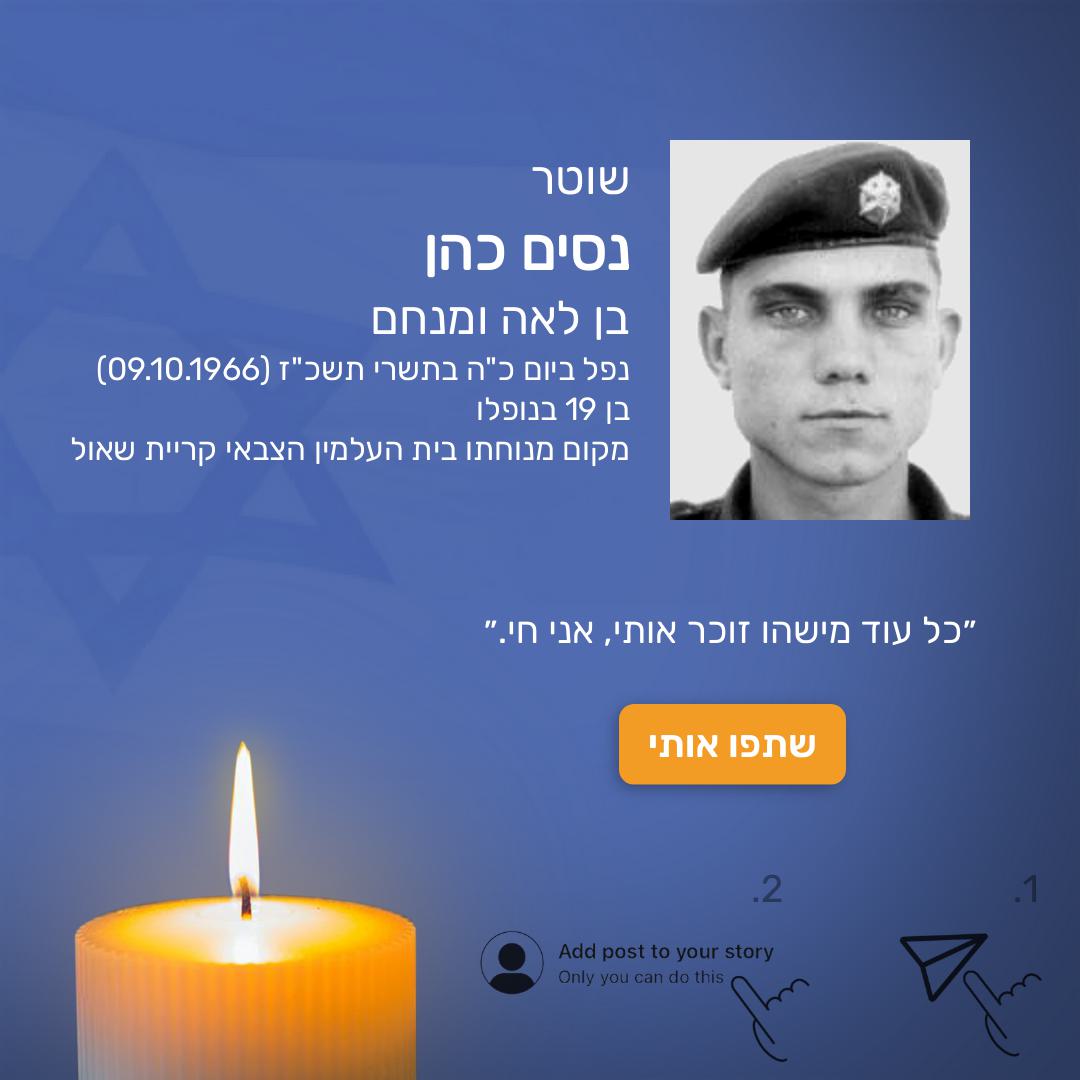 שוטר
נסים כהן
בן לאה ומנחם
נפל ביום כ"ה בתשרי תשכ"ז (09.10.1966)
בן 19 בנופלו
מקום מנוחתו בית העלמין הצבאי קריית שאול
״כל עוד מישהו זוכר אותי, אני חי.״
שתפו אותי
1.
2.
Add post to your story
Only you can do this